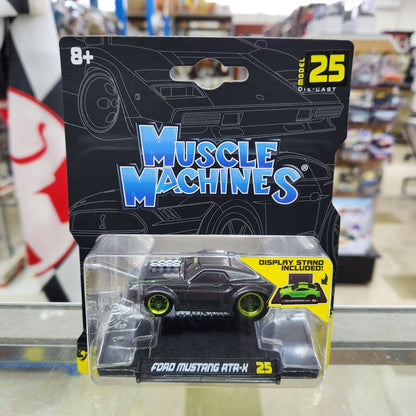 8+
MODEL 25
DIE-CAST
MUSCLE
MACHINES®
DISPLAY STAND
INCLUDED!
FORD MUSTANG RTR-X 25